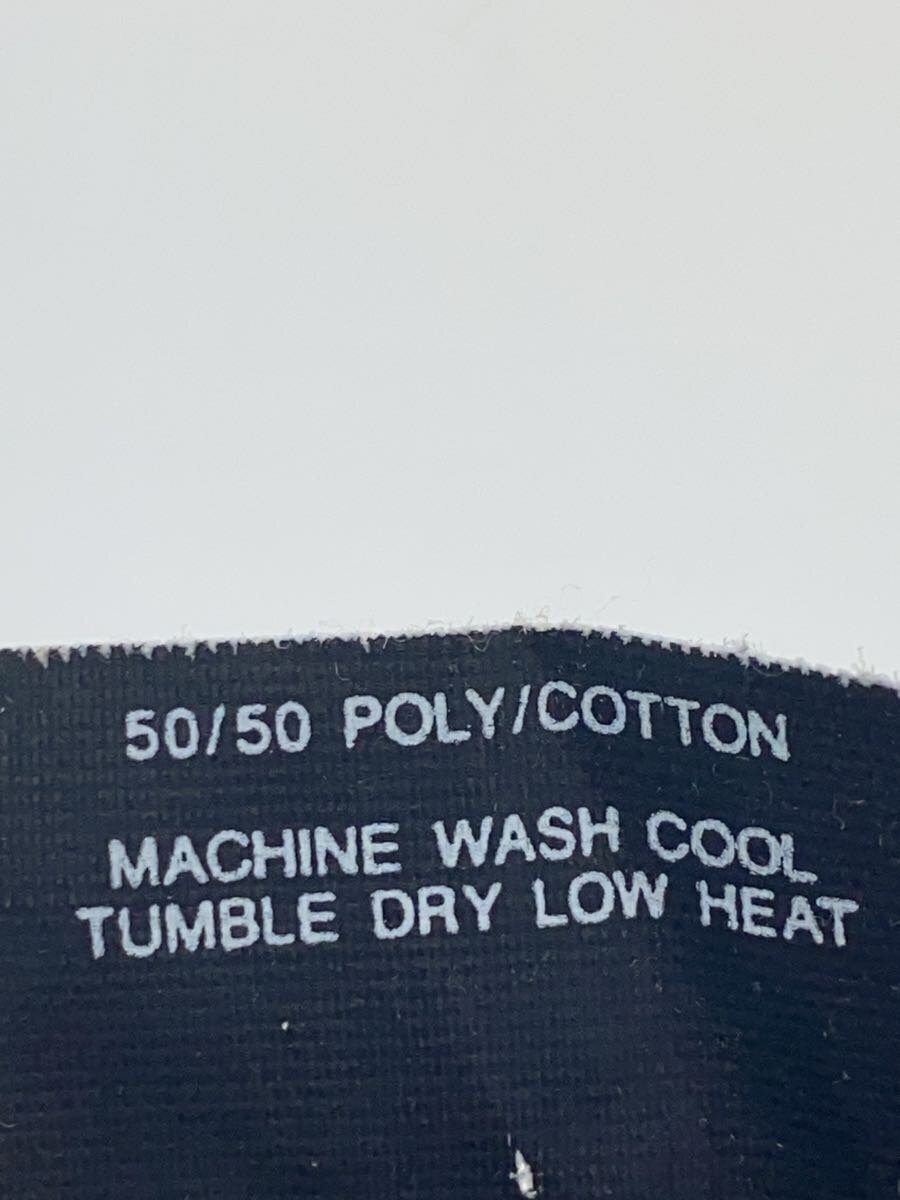 50/50 POLY/COTTON
MACHINE WASH COOL
TUMBLE DRY LOW HEAT